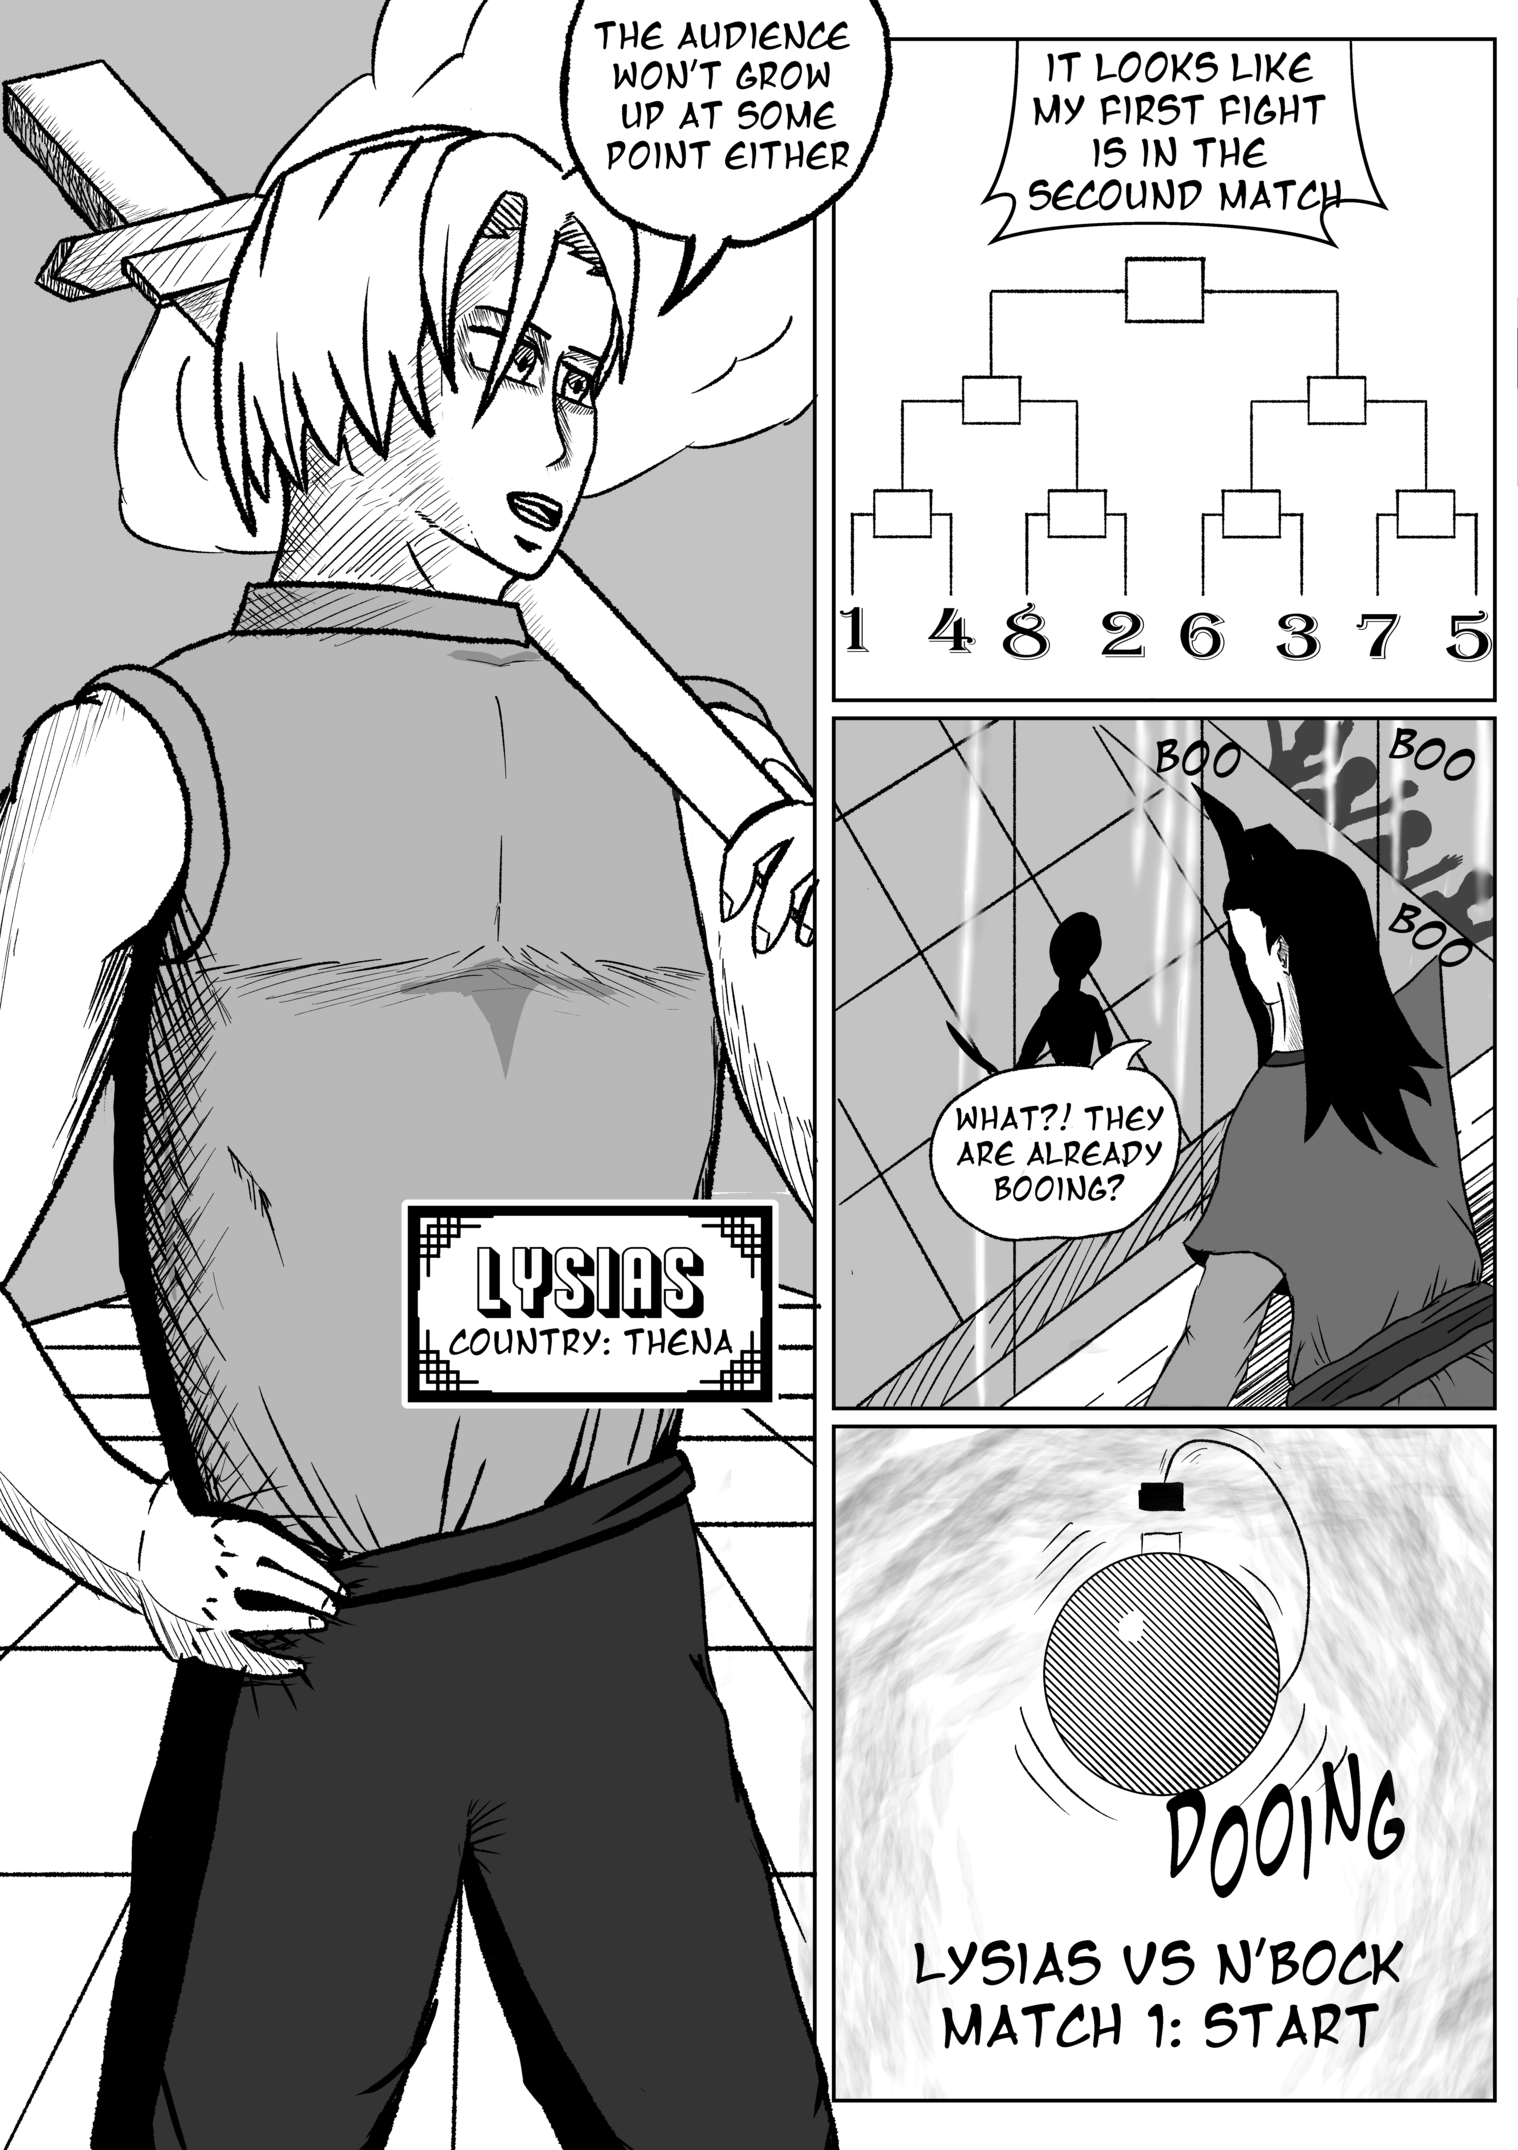 THE AUDIENCE
WON'T GROW
UP AT SOME
POINT EITHER
LYSIAS
COUNTRY: THENA
IT LOOKS LIKE
MY FIRST FIGHT
IS IN THE
SECOUND MATCH
1 4 8 2 6 3 7 5
BOO
BOO
BOO
WHAT?! THEY
ARE ALREADY
BOOING?
DOOING
LYSIAS VS N'BOCK
MATCH 1: START